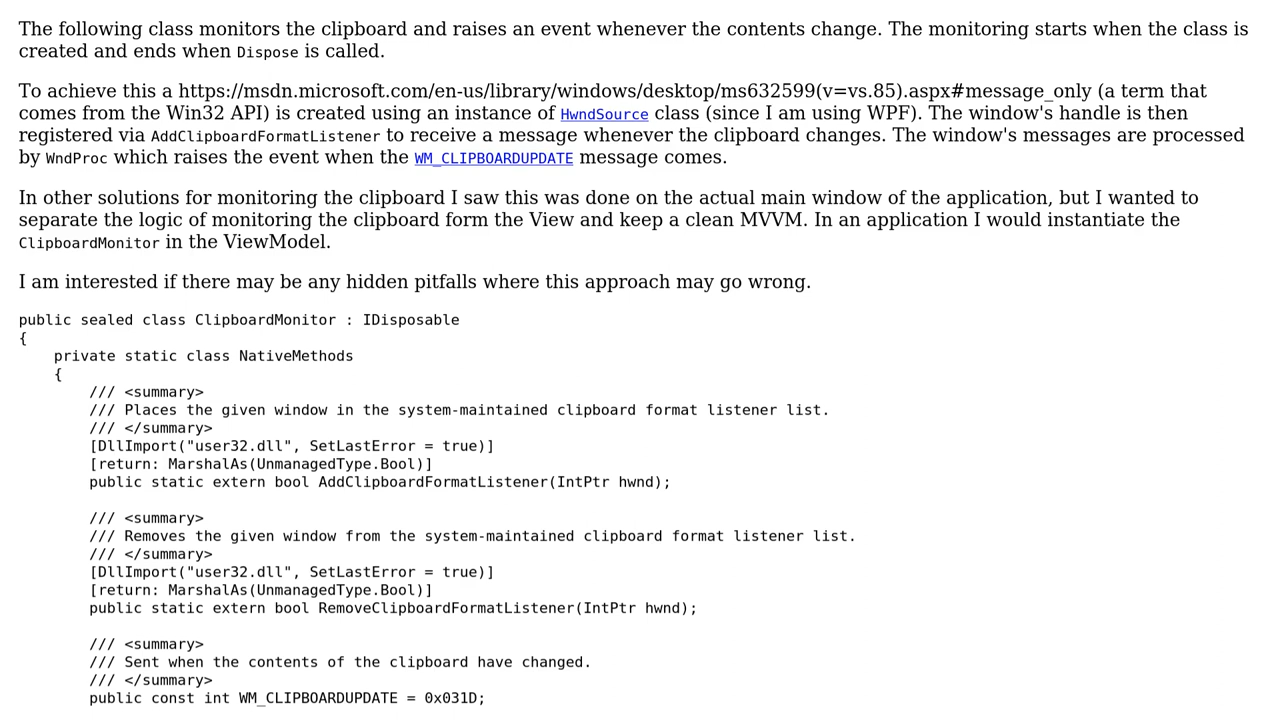 The following class monitors the clipboard and raises an event whenever the contents change. The monitoring starts when the class is
created and ends when Dispose is called.
To achieve this a https://msdn.microsoft.com/en-us/library/windows/desktop/ms632599(v=vs.85).aspx#message_only (a term that
comes from the Win32 API) is created using an instance of HwndSource class (since I am using WPF). The window's handle is then
registered via AddClipboardFormatListener to receive a message whenever the clipboard changes. The window's messages are processed
by WndProc which raises the event when the WM_CLIPBOARDUPDATE message comes.
In other solutions for monitoring the clipboard I saw this was done on the actual main window of the application, but I wanted to
separate the logic of monitoring the clipboard form the View and keep a clean MVVM. In an application I would instantiate the
ClipboardMonitor in the ViewModel.
I am interested if there may be any hidden pitfalls where this approach may go wrong.
public sealed class ClipboardMonitor : IDisposable
{
    private static class NativeMethods
    {
        /// <summary>
        /// Places the given window in the system-maintained clipboard format listener list.
        /// </summary>
        [DllImport("user32.dll", SetLastError = true)]
        [return: MarshalAs(UnmanagedType.Bool)]
        public static extern bool AddClipboardFormatListener(IntPtr hwnd);
        /// <summary>
        /// Removes the given window from the system-maintained clipboard format listener list.
        /// </summary>
        [DllImport("user32.dll", SetLastError = true)]
        [return: MarshalAs(UnmanagedType.Bool)]
        public static extern bool RemoveClipboardFormatListener(IntPtr hwnd);
        /// <summary>
        /// Sent when the contents of the clipboard have changed.
        /// </summary>
        public const int WM_CLIPBOARDUPDATE = 0x031D;